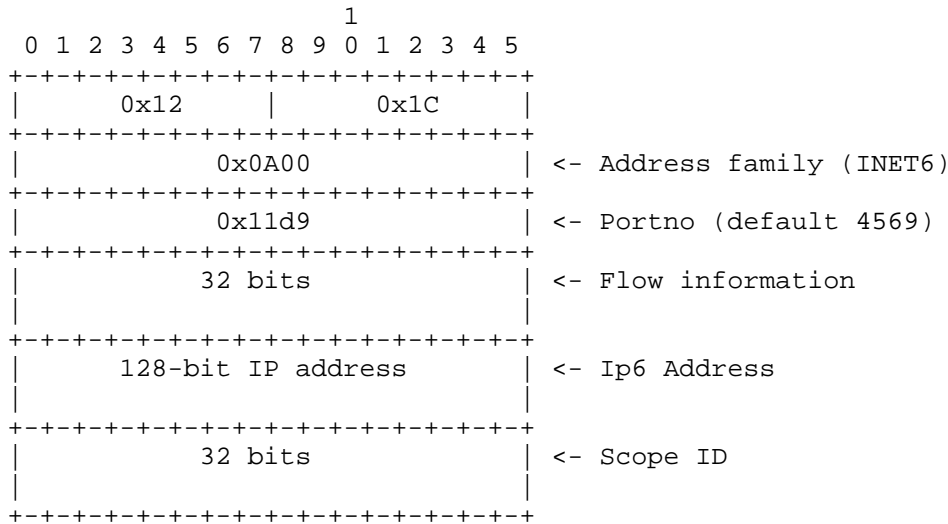 1
 0 1 2 3 4 5 6 7 8 9 0 1 2 3 4 5
+-+-+-+-+-+-+-+-+-+-+-+-+-+-+-+-+
|      0x12     |      0x1C     |
+-+-+-+-+-+-+-+-+-+-+-+-+-+-+-+-+
|            0x0A00             | <- Address family (INET6)
+-+-+-+-+-+-+-+-+-+-+-+-+-+-+-+-+
|            0x11d9             | <- Portno (default 4569)
+-+-+-+-+-+-+-+-+-+-+-+-+-+-+-+-+
|           32 bits             | <- Flow information
|                               |
+-+-+-+-+-+-+-+-+-+-+-+-+-+-+-+-+
|      128-bit IP address       | <- Ip6 Address
|                               |
+-+-+-+-+-+-+-+-+-+-+-+-+-+-+-+-+
|           32 bits             | <- Scope ID
|                               |
+-+-+-+-+-+-+-+-+-+-+-+-+-+-+-+-+